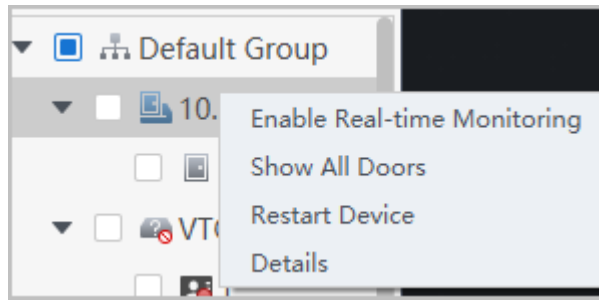 Default Group
10.
Enable Real-time Monitoring
Show All Doors
Restart Device
VT
Details